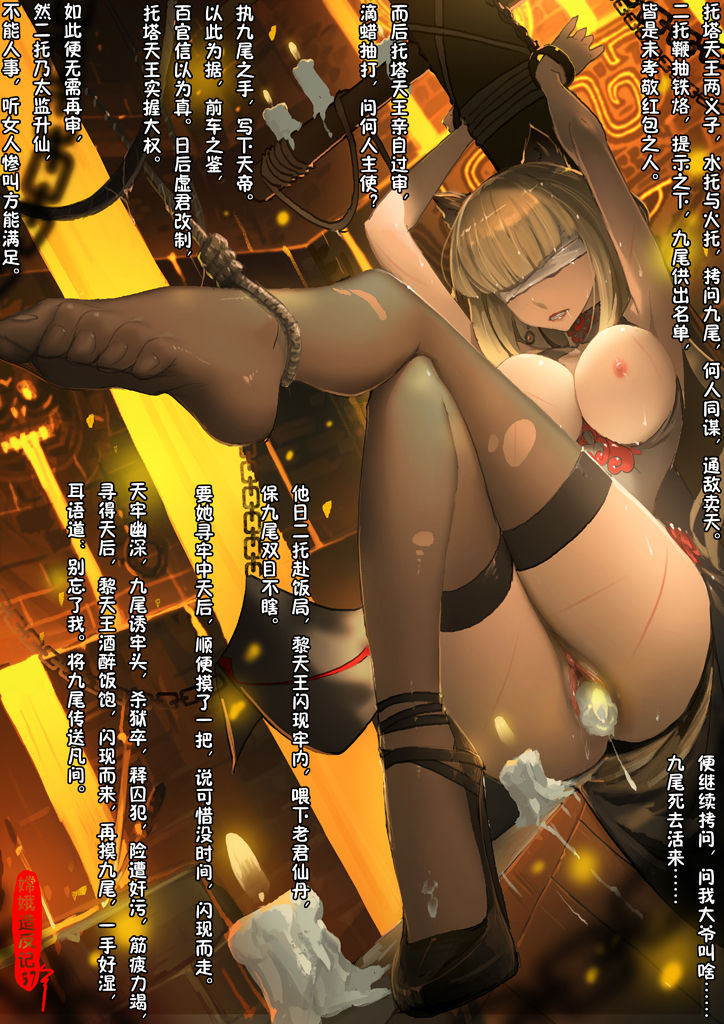 托塔天王两义子，水托与火托，拷问九尾，何人同谋，通敌卖天。
二托鞭抽铁烙，提示之下，九尾供出名单，
皆是未孝敬红包之人。
而后托塔天王亲自过审，
滴蜡抽打，问何人主使？
执九尾之手，写下天帝。
以此为据，前车之鉴，
百官信以为真。日后虚君改制，
托塔天王实握大权。
如此便无需再审，
然二托乃太监升仙，
不能人事，听女人惨叫方能满足。
便继续拷问，问我大爷叫啥……
九尾死去活来……
他日二托赴饭局，黎天王闪现牢内，喂下老君仙丹，
保九尾双目不瞎。
要她寻牢中天后，顺便摸了一把，说可惜没时间，闪现而走。
天牢幽深，九尾诱牢头，杀狱卒，释囚犯，险遭奸污，筋疲力竭，
寻得天后，黎天王酒醉饭饱，闪现而来，再摸九尾，一手好湿，
耳语道：别忘了我。将九尾传送凡间。
嫦娥造反记
37